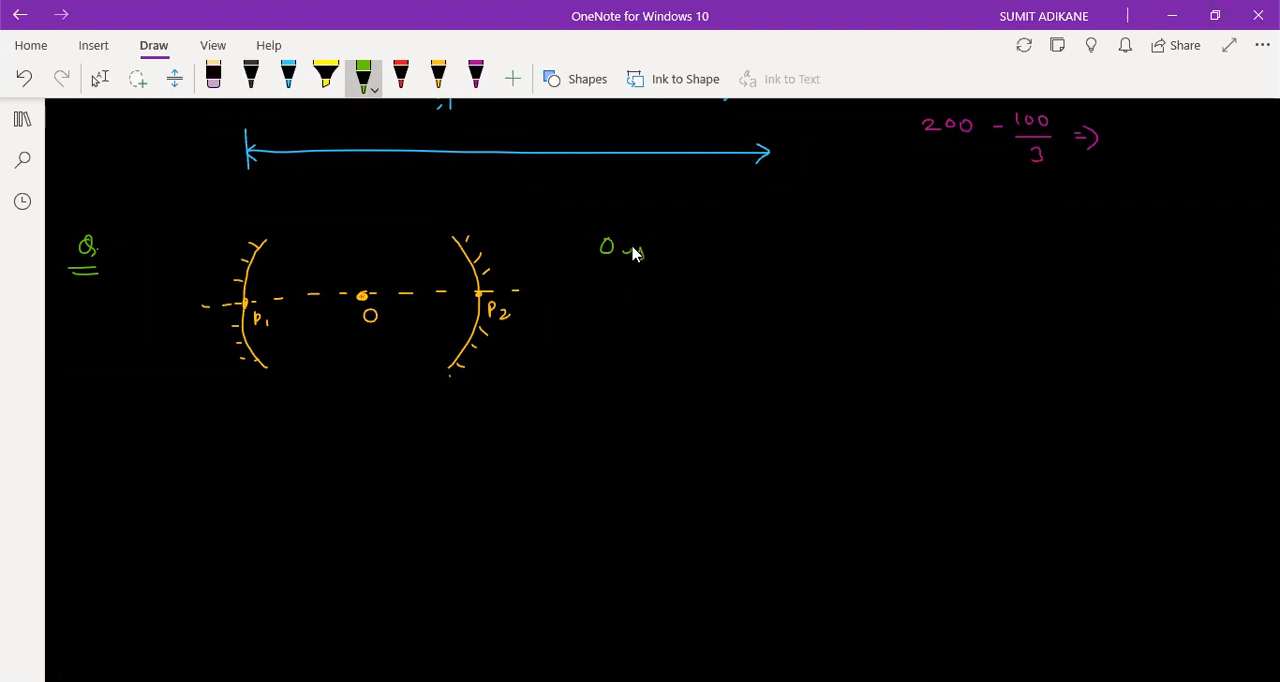 OneNote for Windows 10
SUMIT ADIKANE
Home Insert Draw View Help
Share
Shapes
Ink to Shape
Ink to Text
200 - 100/3 =>
Q.
O
P1
O
P2